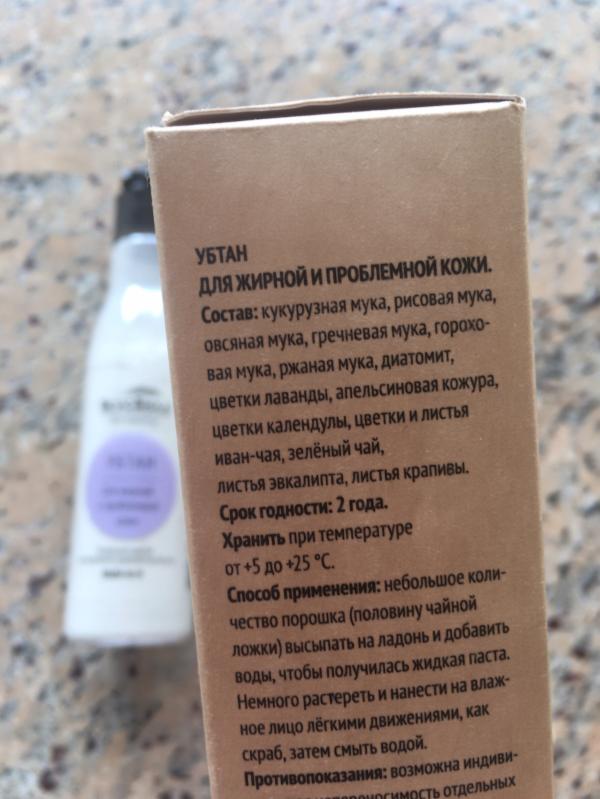 УБТАН
ДЛЯ ЖИРНОЙ И ПРОБЛЕМНОЙ КОЖИ.
Состав: кукурузная мука, рисовая мука,
овсяная мука, гречневая мука, горохо-
вая мука, ржаная мука, диатомит,
цветки лаванды, апельсиновая кожура,
цветки календулы, цветки и листья
иван-чая, зелёный чай,
листья эвкалипта, листья крапивы.
Срок годности: 2 года.
Хранить при температуре
от +5 до +25 °С.
Способ применения: небольшое коли-
чество порошка (половину чайной
ложки) высыпать на ладонь и добавить
воды, чтобы получилась жидкая паста.
Немного растереть и нанести на влаж-
ное лицо лёгкими движениями, как
скраб, затем смыть водой.
Противопоказания: возможна индиви-
непереносимость отдельных
УБТАН